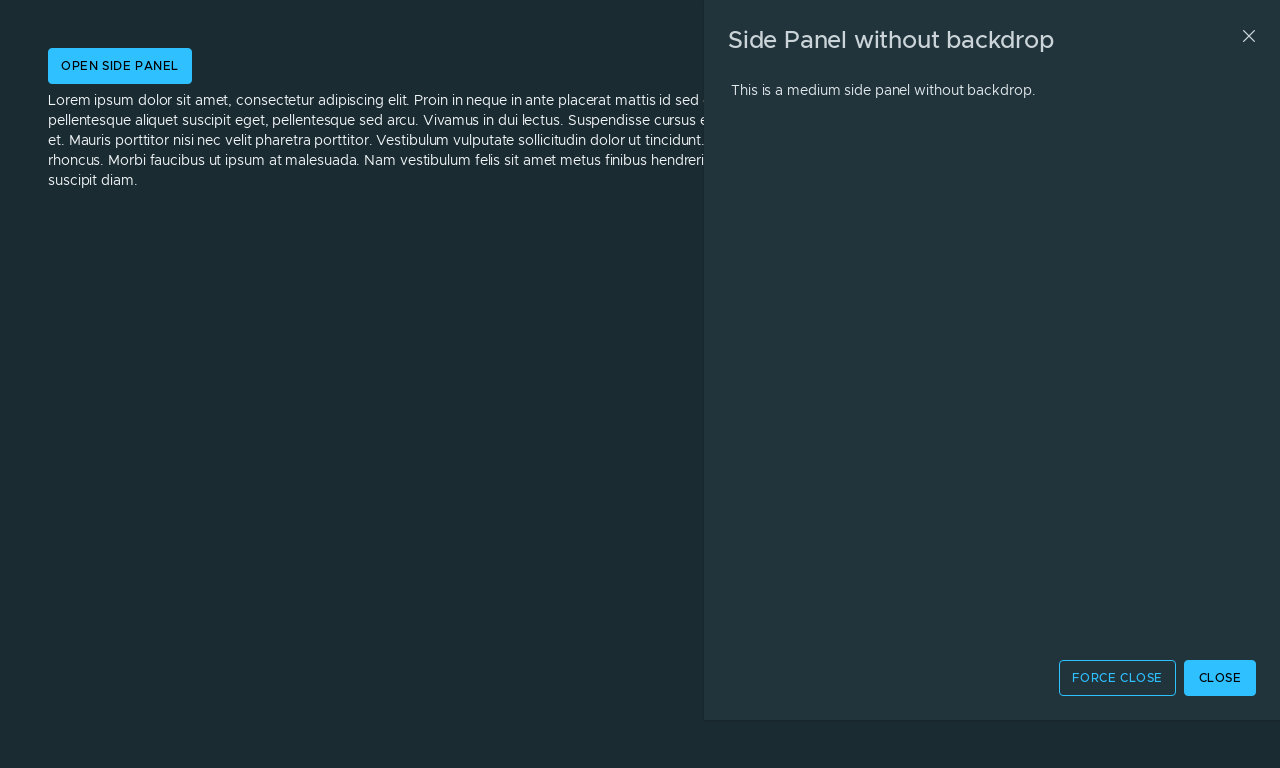 OPEN SIDE PANEL
Lorem ipsum dolor sit amet, consectetur adipiscing elit. Proin in neque in ante placerat mattis id sed
pellentesque aliquet suscipit eget, pellentesque sed arcu. Vivamus in dui lectus. Suspendisse cursus
et. Mauris porttitor nisi nec velit pharetra porttitor. Vestibulum vulputate sollicitudin dolor ut tincidunt.
rhoncus. Morbi faucibus ut ipsum at malesuada. Nam vestibulum felis sit amet metus finibus
suscipit diam.
Side Panel without backdrop
This is a medium side panel without backdrop.
FORCE CLOSE
CLOSE